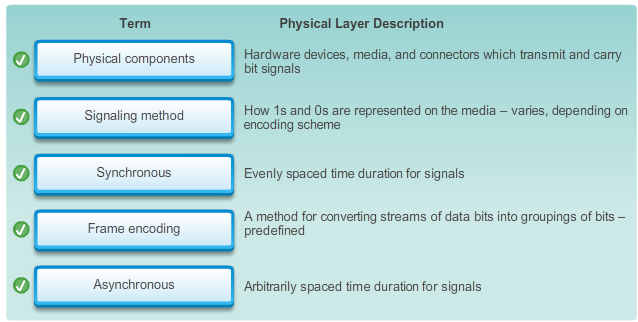 Term Physical Layer Description
Physical components Hardware devices, media, and connectors which transmit and carry
bit signals
Signaling method How 1s and 0s are represented on the media – varies, depending on
encoding scheme
Synchronous Evenly spaced time duration for signals
Frame encoding A method for converting streams of data bits into groupings of bits –
predefined
Asynchronous Arbitrarily spaced time duration for signals